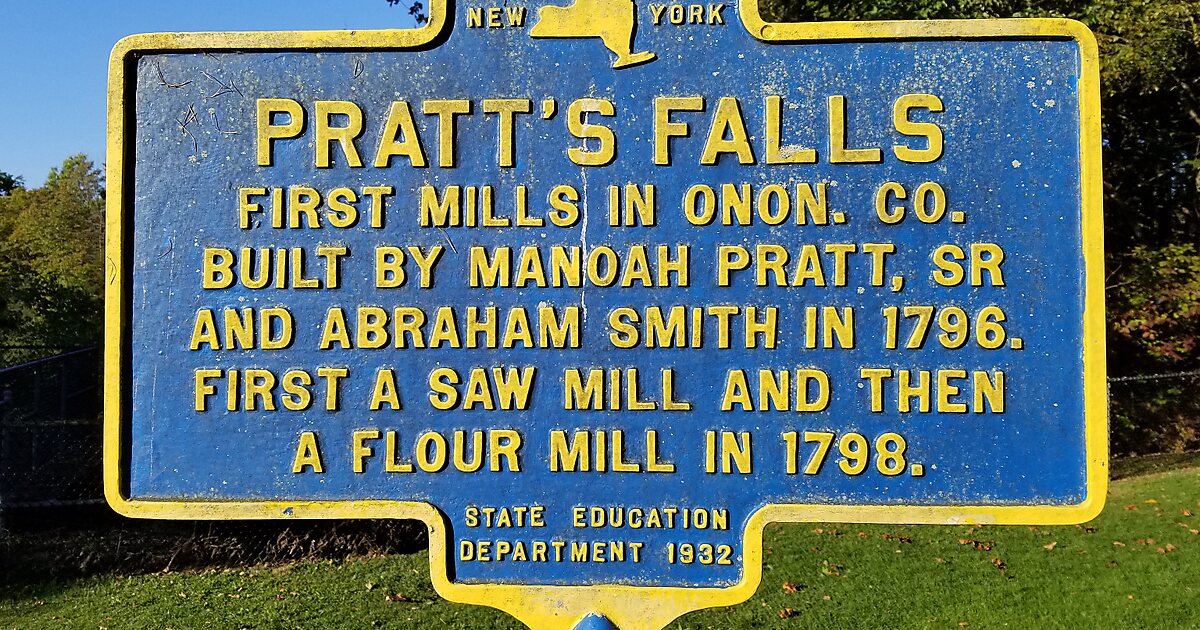 NEW YORK
PRATT'S FALLS
FIRST MILLS IN ONON. CO.
BUILT BY MANOAH PRATT, SR
AND ABRAHAM SMITH IN 1796.
FIRST A SAW MILL AND THEN
A FLOUR MILL IN 1798.
STATE EDUCATION
DEPARTMENT 1932